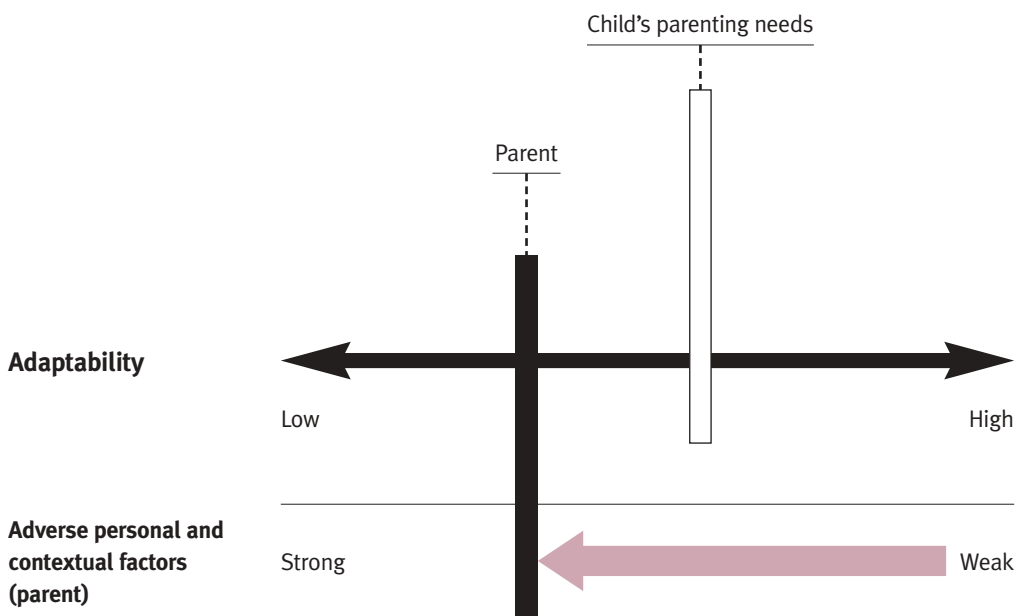 Child’s parenting needs
Parent
Adaptability
Low
High
Adverse personal and
contextual factors
(parent)
Strong
Weak